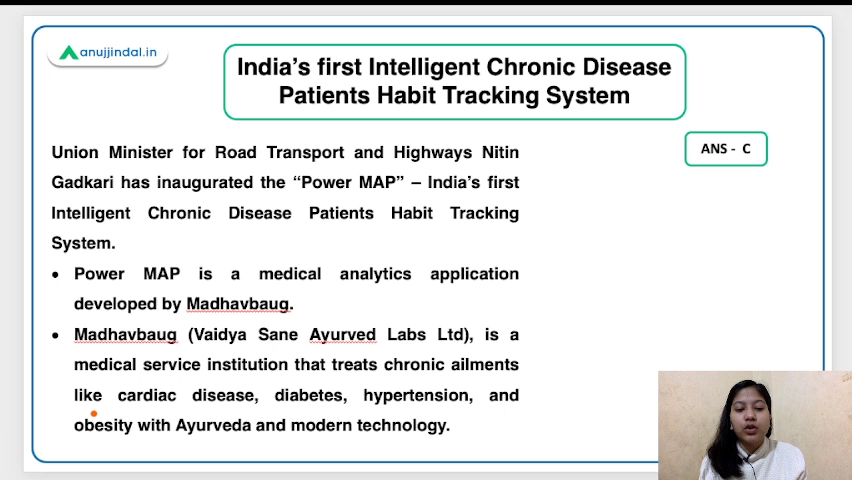 anujjindal.in
India's first Intelligent Chronic Disease
Patients Habit Tracking System
ANS - C
Union Minister for Road Transport and Highways Nitin
Gadkari has inaugurated the “Power MAP” – India's first
Intelligent Chronic Disease Patients Habit Tracking
System.
• Power MAP is a medical analytics application
developed by Madhavbaug.
• Madhavbaug (Vaidya Sane Ayurved Labs Ltd), is a
medical service institution that treats chronic ailments
like cardiac disease, diabetes, hypertension, and
obesity with Ayurveda and modern technology.